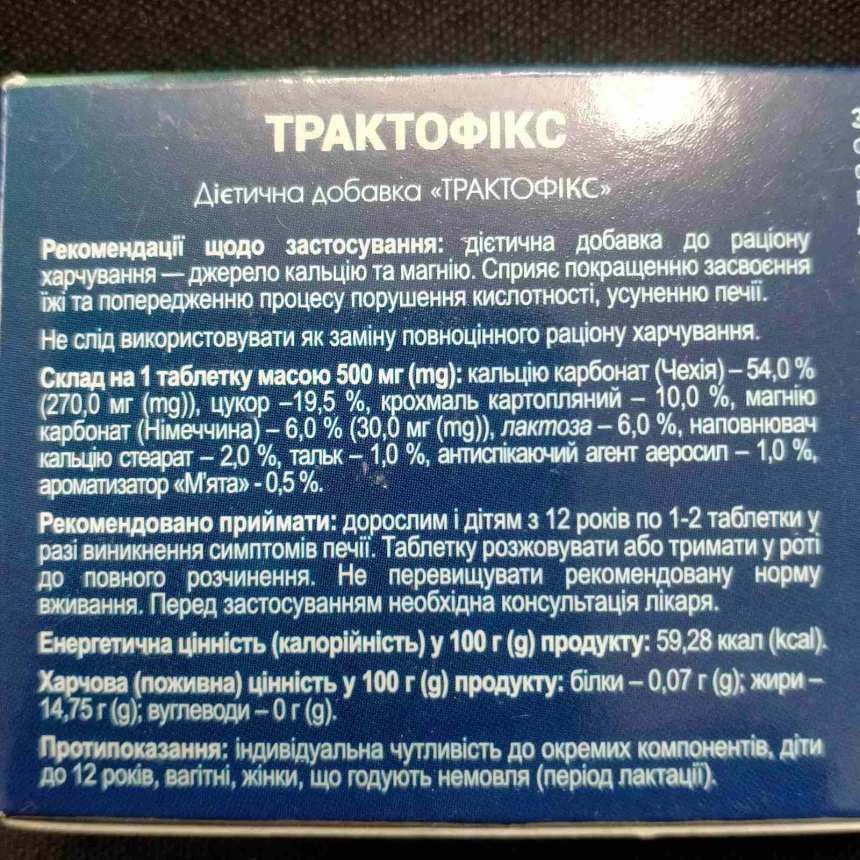 ТРАКТОФІКС
Дієтична добавка «ТРАКТОФІКС»
Рекомендації щодо застосування: дієтична добавка до раціону
харчування — джерело кальцію та магнію. Сприяє покращенню засвоєння
їжі та попередженню процесу порушення кислотності, усуненню печії.
Не слід використовувати як заміну повноцінного раціону харчування.
Склад на 1 таблетку масою 500 мг (mg): кальцію карбонат (Чехія) – 54,0 %
(270,0 мг (mg)), цукор –19,5 %, крохмаль картопляний – 10,0 %, магнію
карбонат (Німеччина) – 6,0 % (30,0 мг (mg)), лактоза – 6,0 %, наповнювач
кальцію стеарат – 2,0 %, тальк – 1,0 %, антиспікаючий агент аеросил – 1,0 %,
ароматизатор «М'ята» - 0,5 %.
Рекомендовано приймати: дорослим і дітям з 12 років по 1-2 таблетки у
разі виникнення симптомів печії. Таблетку розжовувати або тримати у роті
до повного розчинення. Не перевищувати рекомендовану норму
вживання. Перед застосуванням необхідна консультація лікаря.
Енергетична цінність (калорійність) у 100 г (g) продукту: 59,28 ккал (kcal).
Харчова (поживна) цінність у 100 г (g) продукту: білки – 0,07 г (g); жири –
14,75 г (g); вуглеводи – 0 г (g).
Протипоказання: індивідуальна чутливість до окремих компонентів, діти
до 12 років, вагітні, жінки, що годують немовля (період лактації).